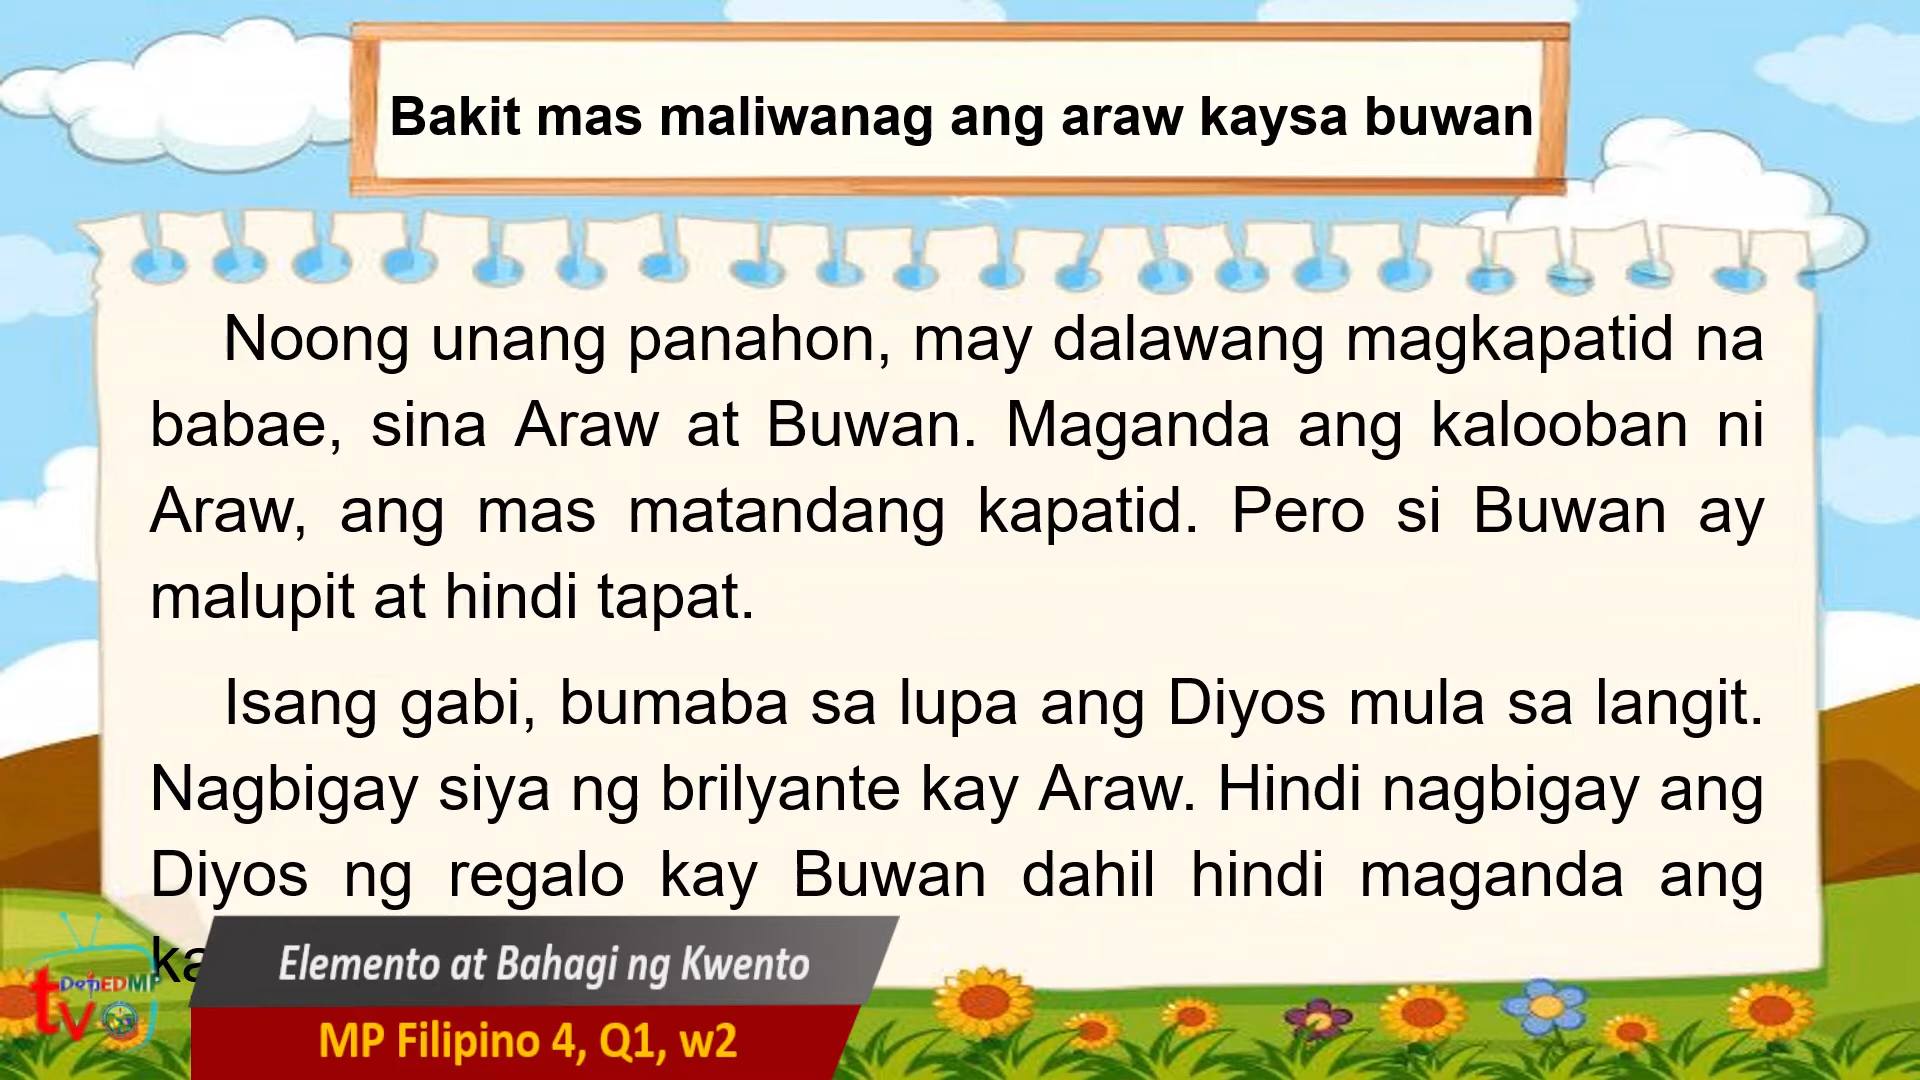 Bakit mas maliwanag ang araw kaysa buwan
Noong unang panahon, may dalawang magkapatid na
babae, sina Araw at Buwan. Maganda ang kalooban ni
Araw, ang mas matandang kapatid. Pero si Buwan ay
malupit at hindi tapat.
Isang gabi, bumaba sa lupa ang Diyos mula sa langit.
Nagbigay siya ng brilyante kay Araw. Hindi nagbigay ang
Diyos ng regalo kay Buwan dahil hindi maganda ang
Elemento at Bahagi ng Kwento
tv DepEDMP
MP Filipino 4, Q1, w2